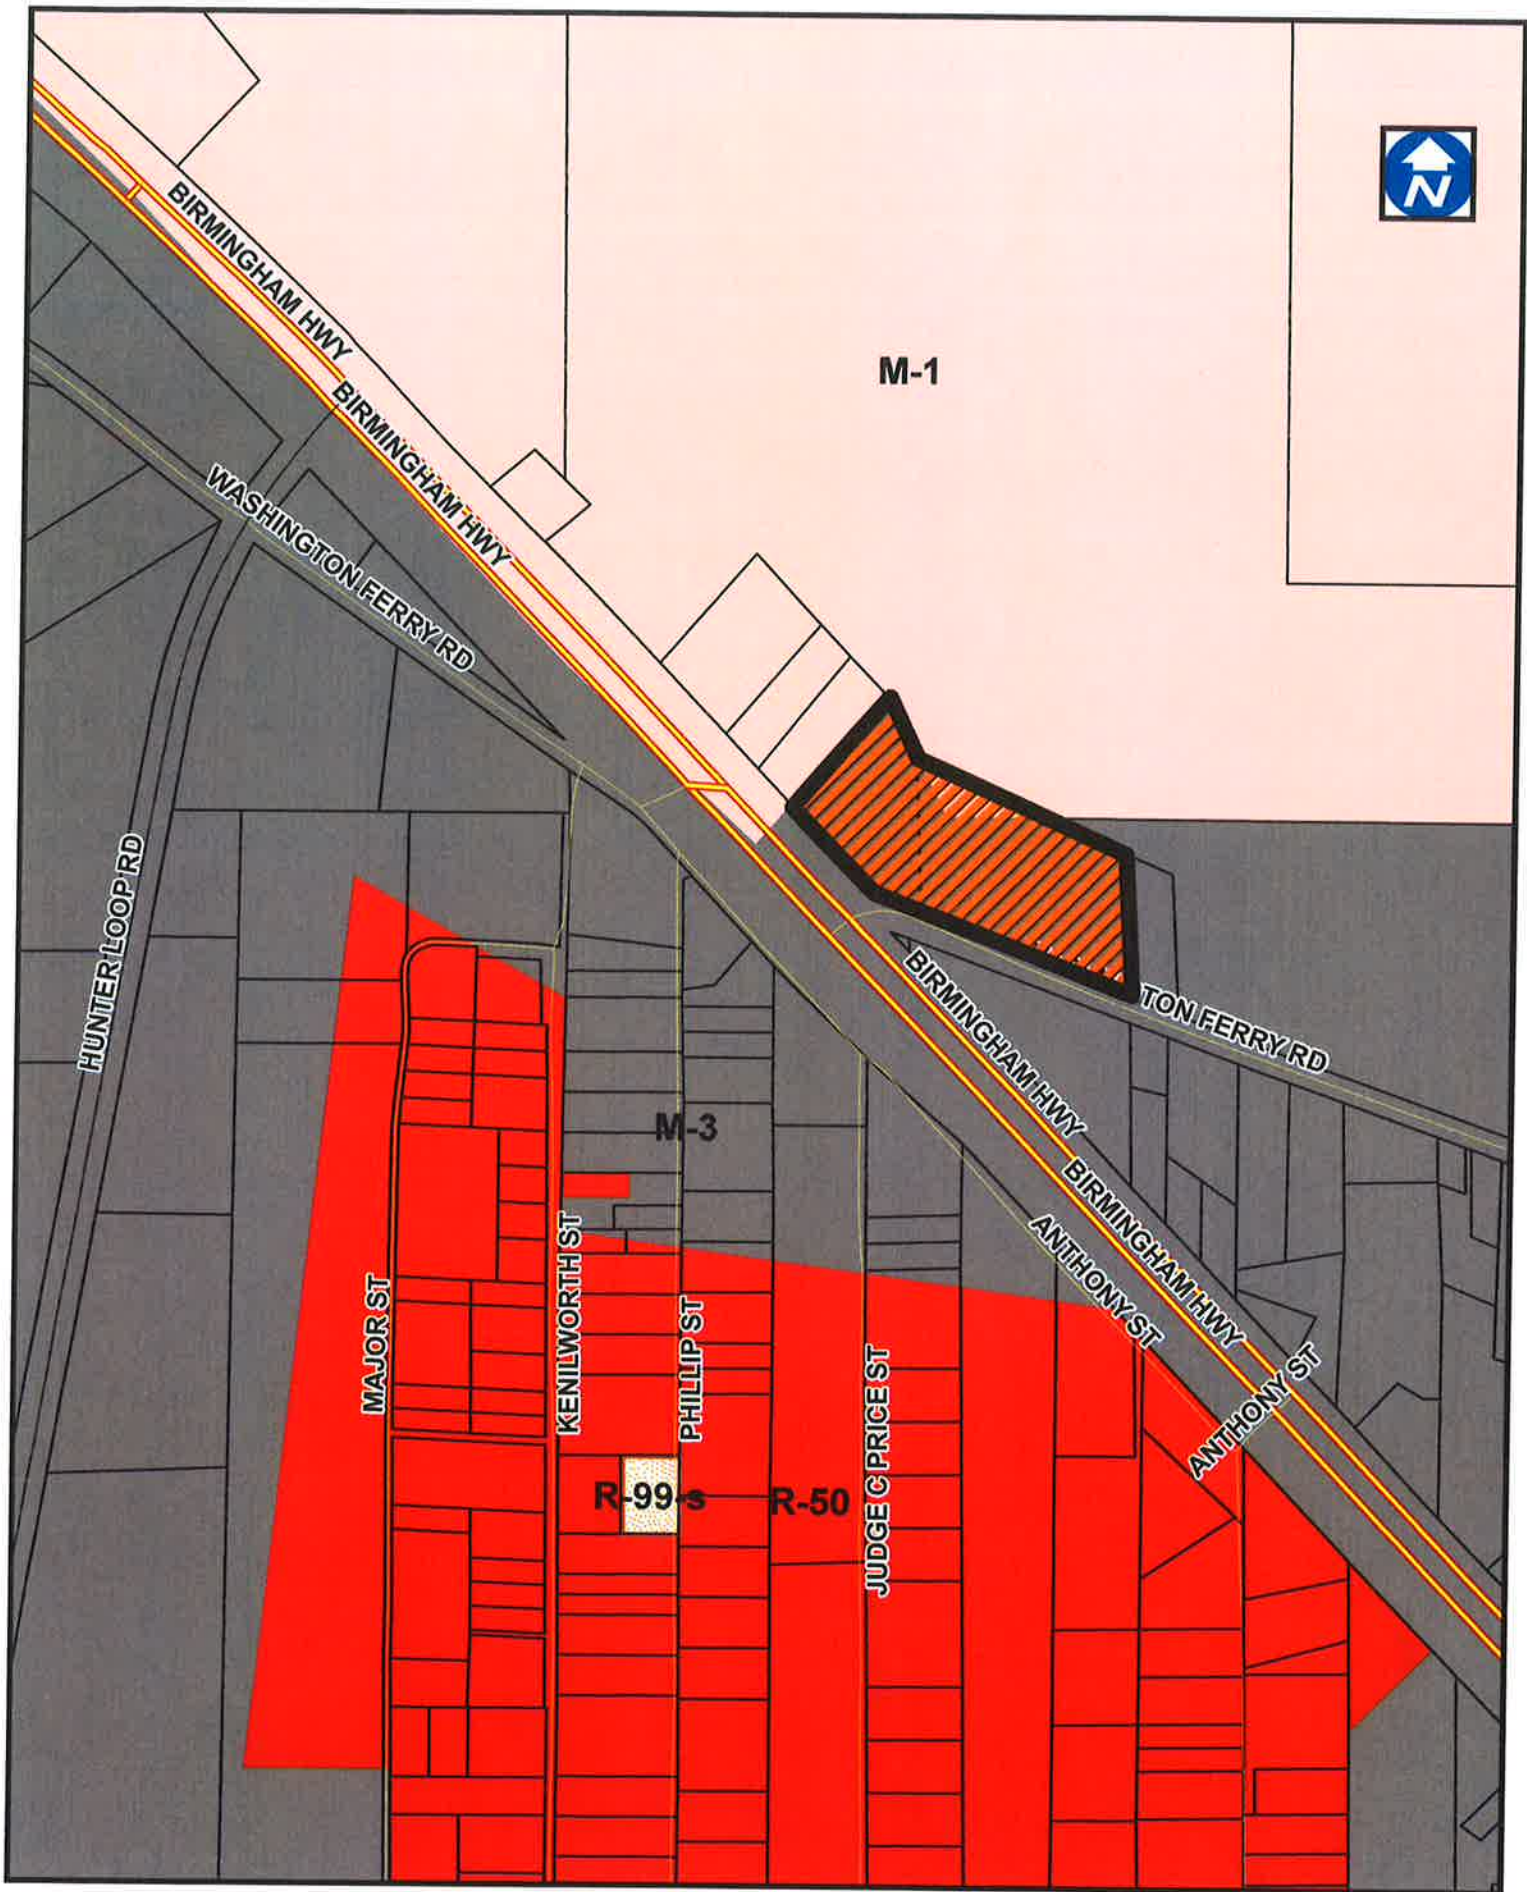 N
BIRMINGHAM HWY
M-1
BIRMINGHAM HWY
WASHINGTON FERRY RD
HUNTER LOOP RD
BIRMINGHAM HWY
TON FERRY RD
M-3
BIRMINGHAM HWY
ANTHONY ST
MAJOR ST
KENILWORTH ST
PHILLIP ST
JUDGE C PRICE ST
ANTHONY ST
R-99-s
R-50